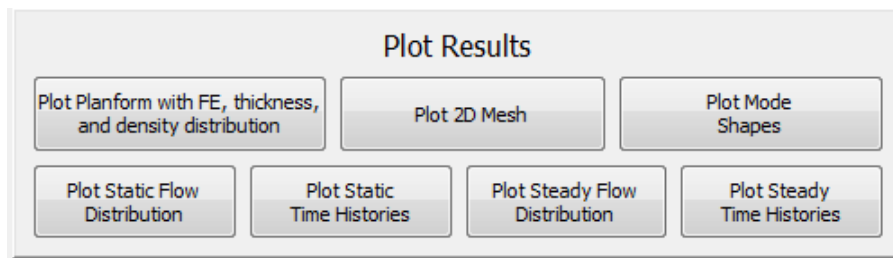 Plot Results
Plot Planform with FE, thickness,
and density distribution
Plot 2D Mesh
Plot Mode
Shapes
Plot Static Flow
Distribution
Plot Static
Time Histories
Plot Steady Flow
Distribution
Plot Steady
Time Histories